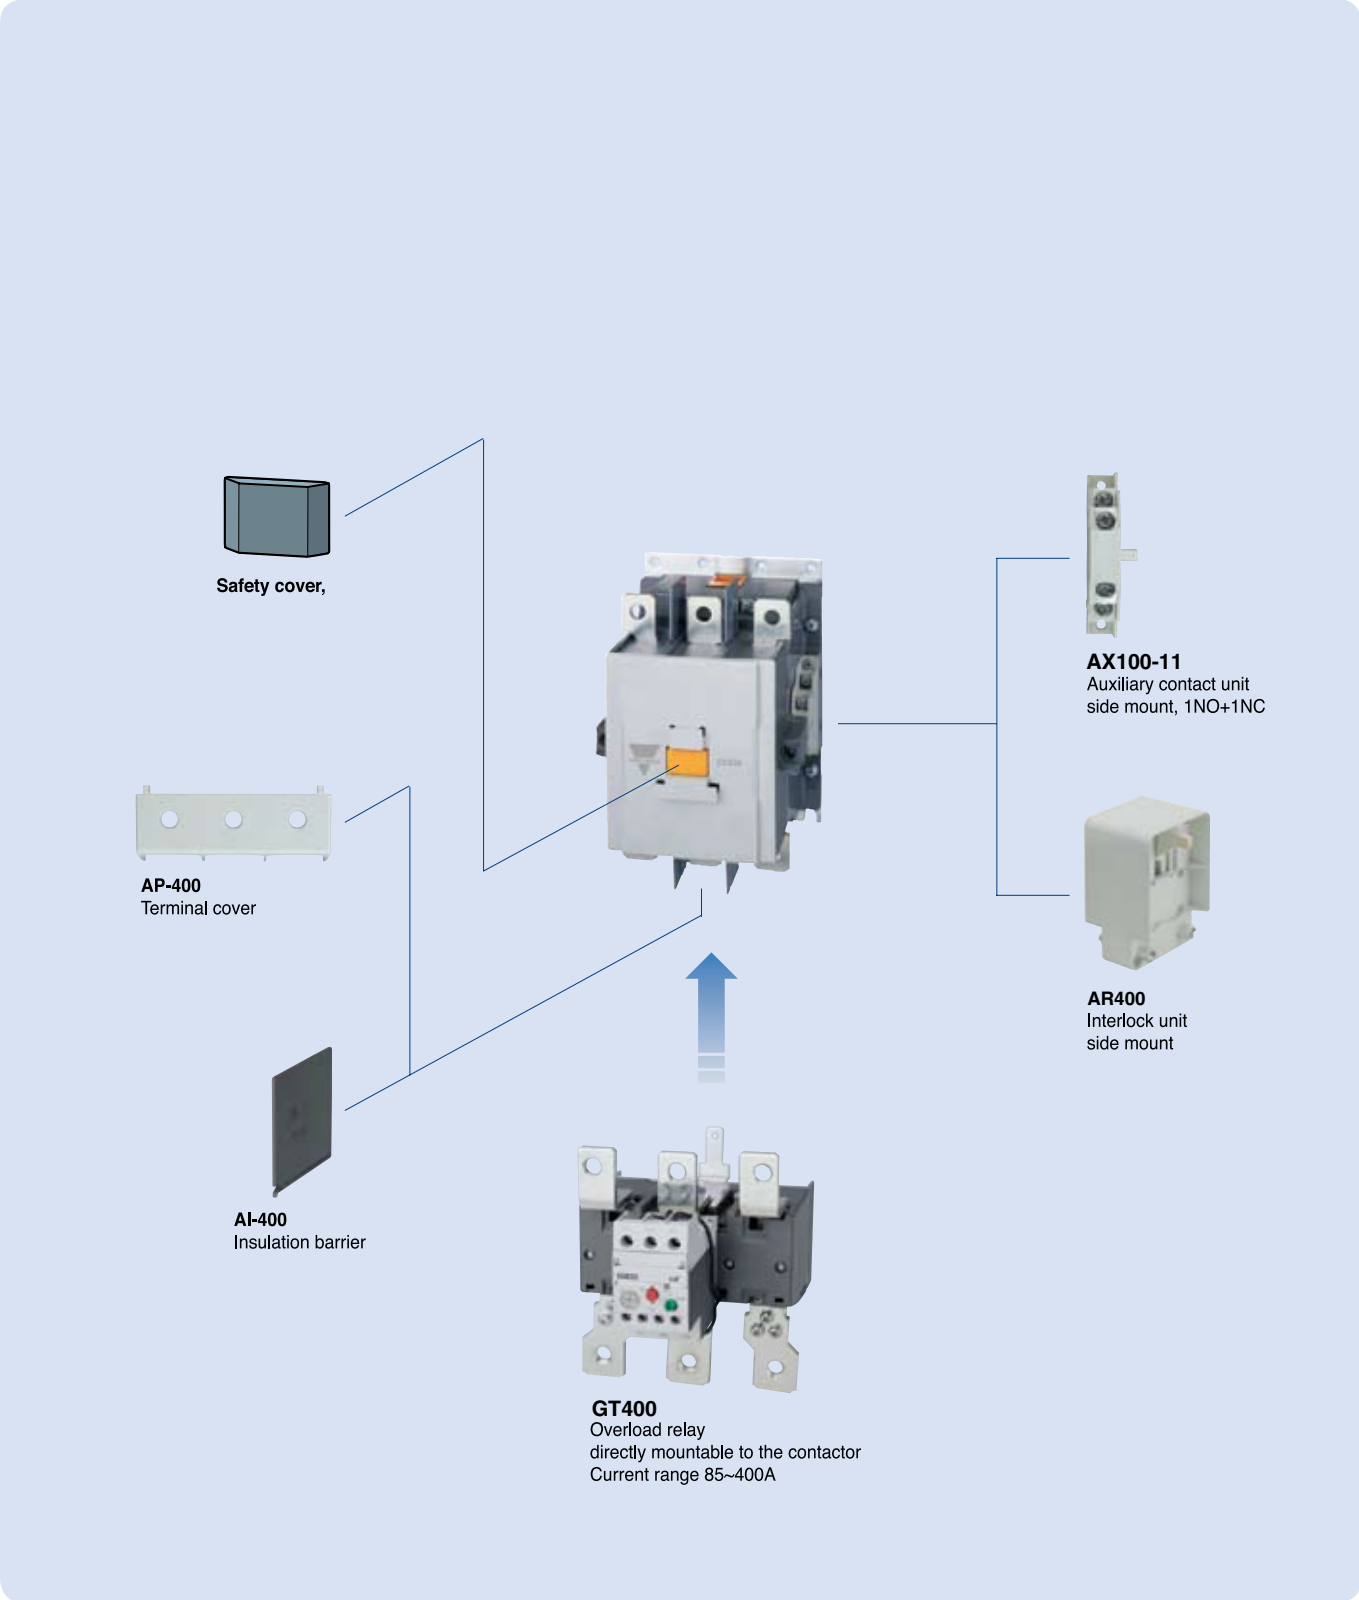 Safety cover,
AX100-11
Auxiliary contact unit
side mount, 1NO+1NC
AP-400
Terminal cover
AR400
Interlock unit
side mount
AI-400
Insulation barrier
GT400
Overload relay
directly mountable to the contactor
Current range 85~400A